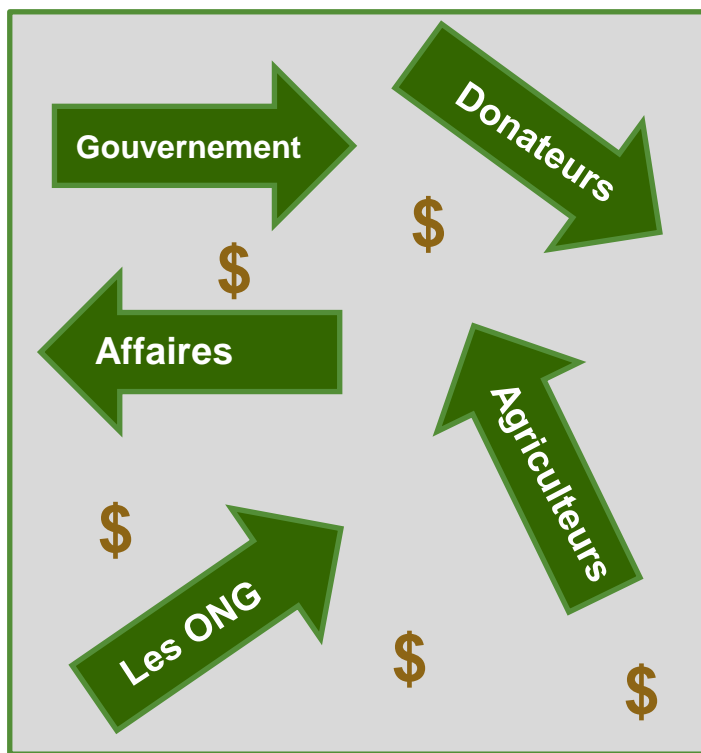 Gouvernement
Donateurs
$
$
Affaires
Agriculteurs
$
Les ONG
$
$